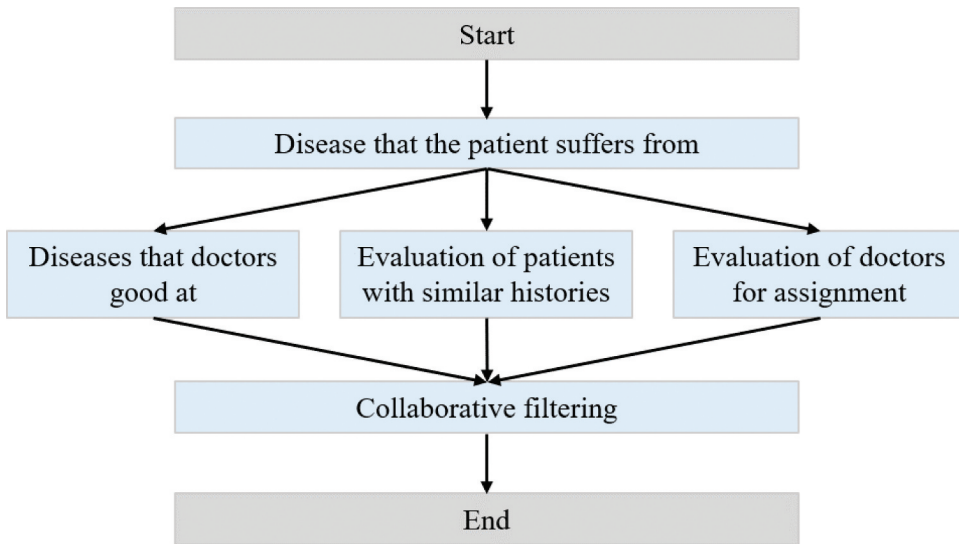 Start
Disease that the patient suffers from
Diseases that doctors
good at
Evaluation of patients
with similar histories
Evaluation of doctors
for assignment
Collaborative filtering
End